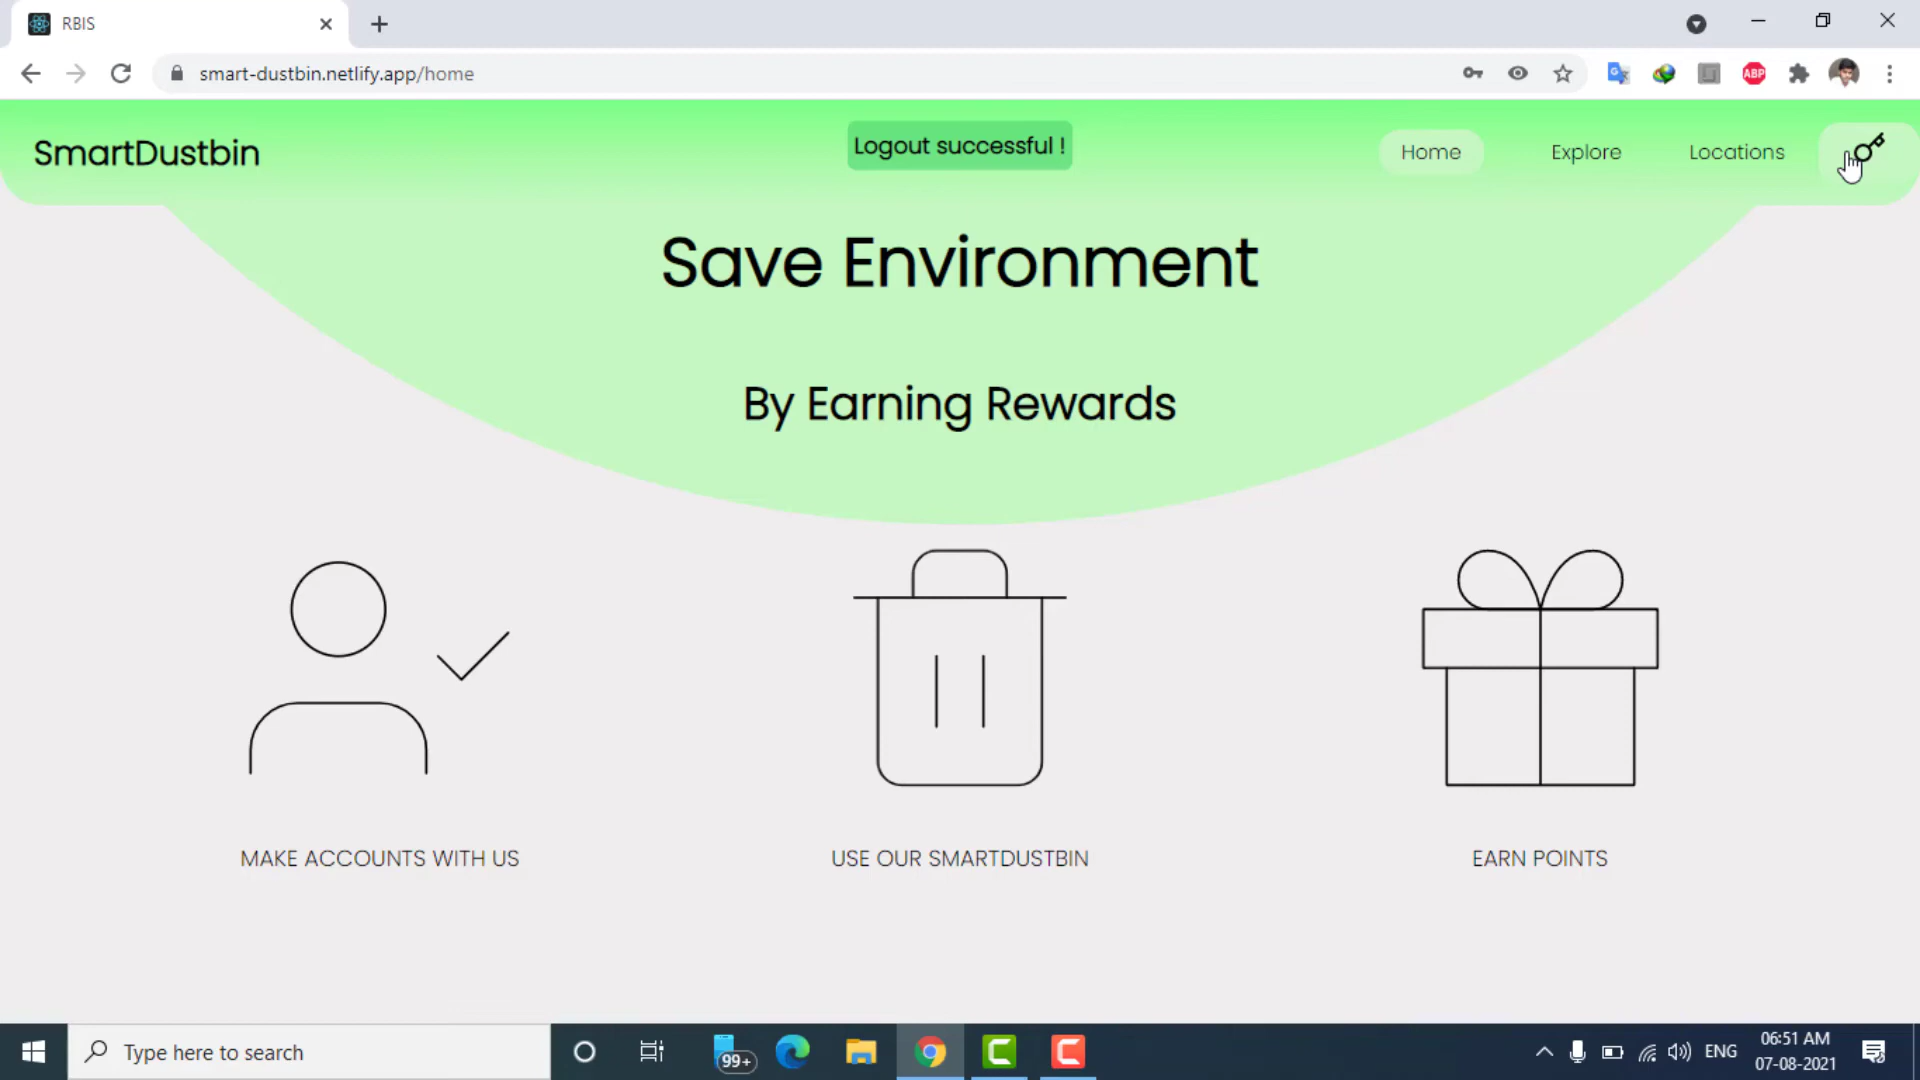 RBIS
smart-dustbin.netlify.app/home
ABP
SmartDustbin
Logout successful !
Home
Explore
Locations
Save Environment
By Earning Rewards
MAKE ACCOUNTS WITH US
USE OUR SMARTDUSTBIN
EARN POINTS
Type here to search
99+
ENG
06:51 AM
07-08-2021